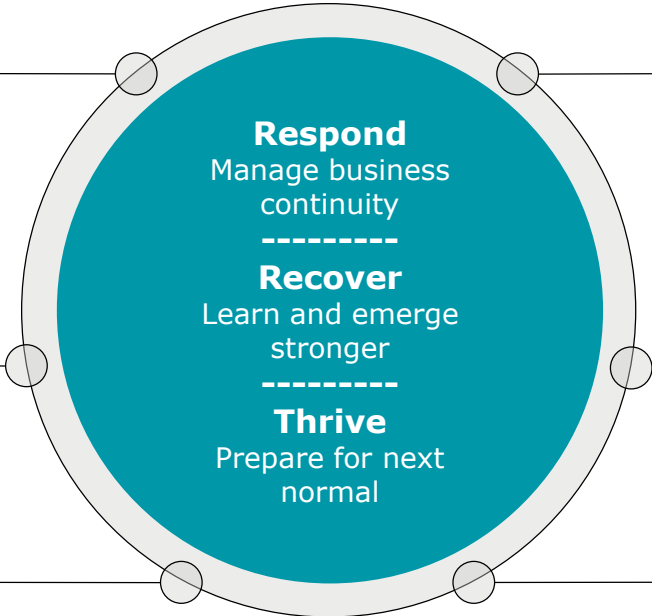 Respond
Manage business
continuity
---------
Recover
Learn and emerge
stronger
---------
Thrive
Prepare for next
normal